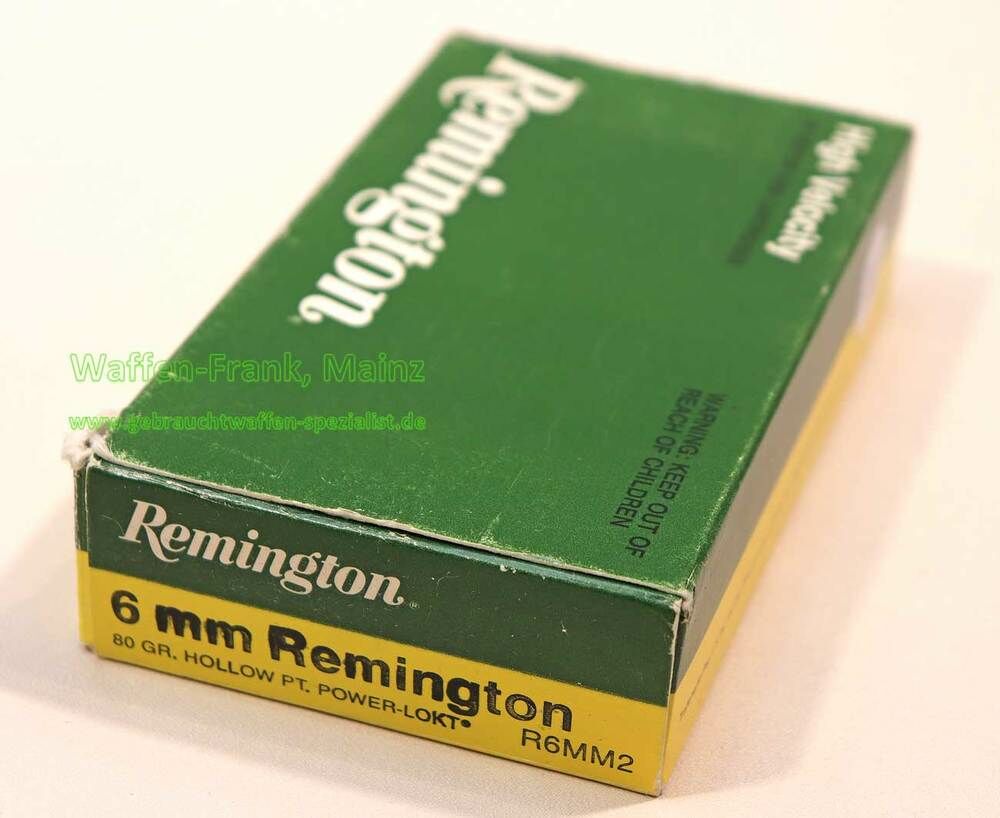 Remington
High Velocity
WARNING: KEEP OUT OF
REACH OF CHILDREN
Waffen-Frank, Mainz
www.gebrauchtwaffen-spezialist.de
Remington
6 mm Remington
80 GR. HOLLOW PT. POWER-LOKT®
R6MM2